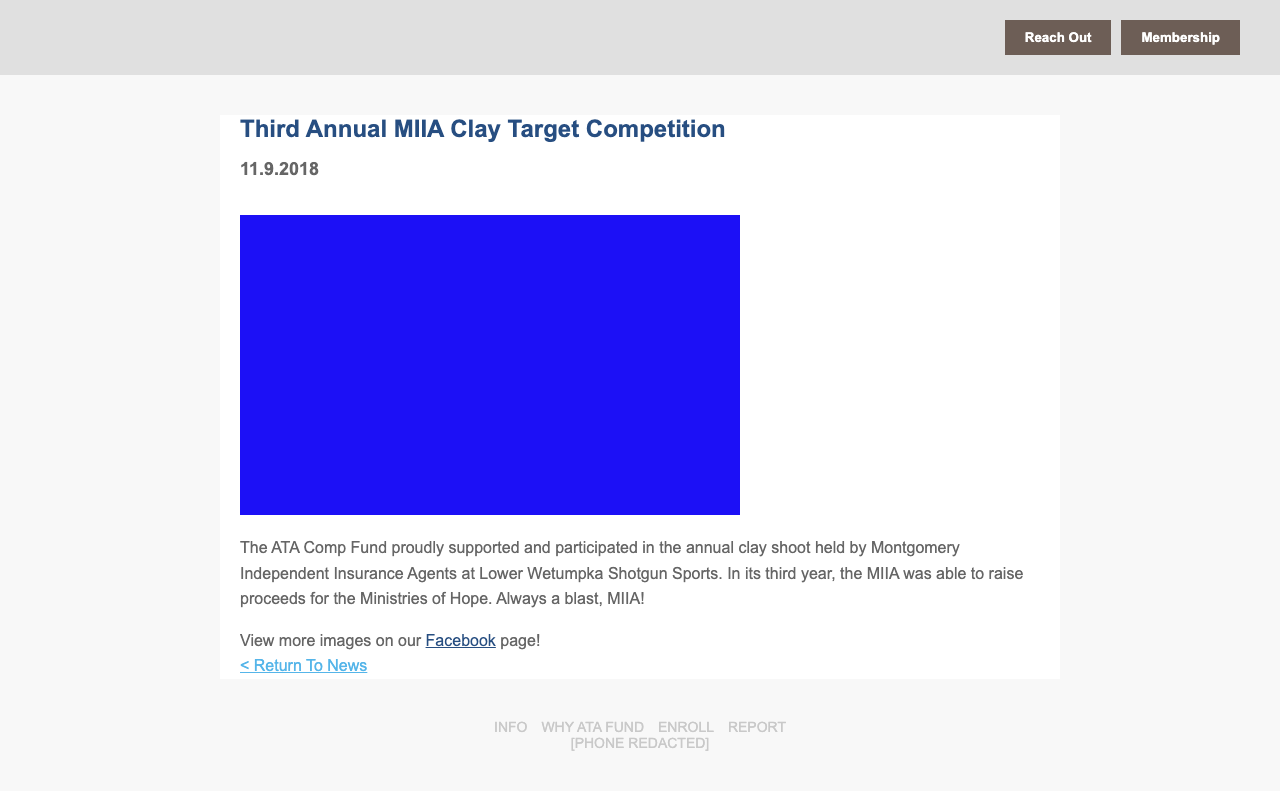 Reach Out Membership
Third Annual MIIA Clay Target Competition
11.9.2018
The ATA Comp Fund proudly supported and participated in the annual clay shoot held by Montgomery
Independent Insurance Agents at Lower Wetumpka Shotgun Sports. In its third year, the MIIA was able to raise
proceeds for the Ministries of Hope. Always a blast, MIIA!
View more images on our Facebook page!
< Return To News
INFO WHY ATA FUND ENROLL REPORT
[PHONE REDACTED]